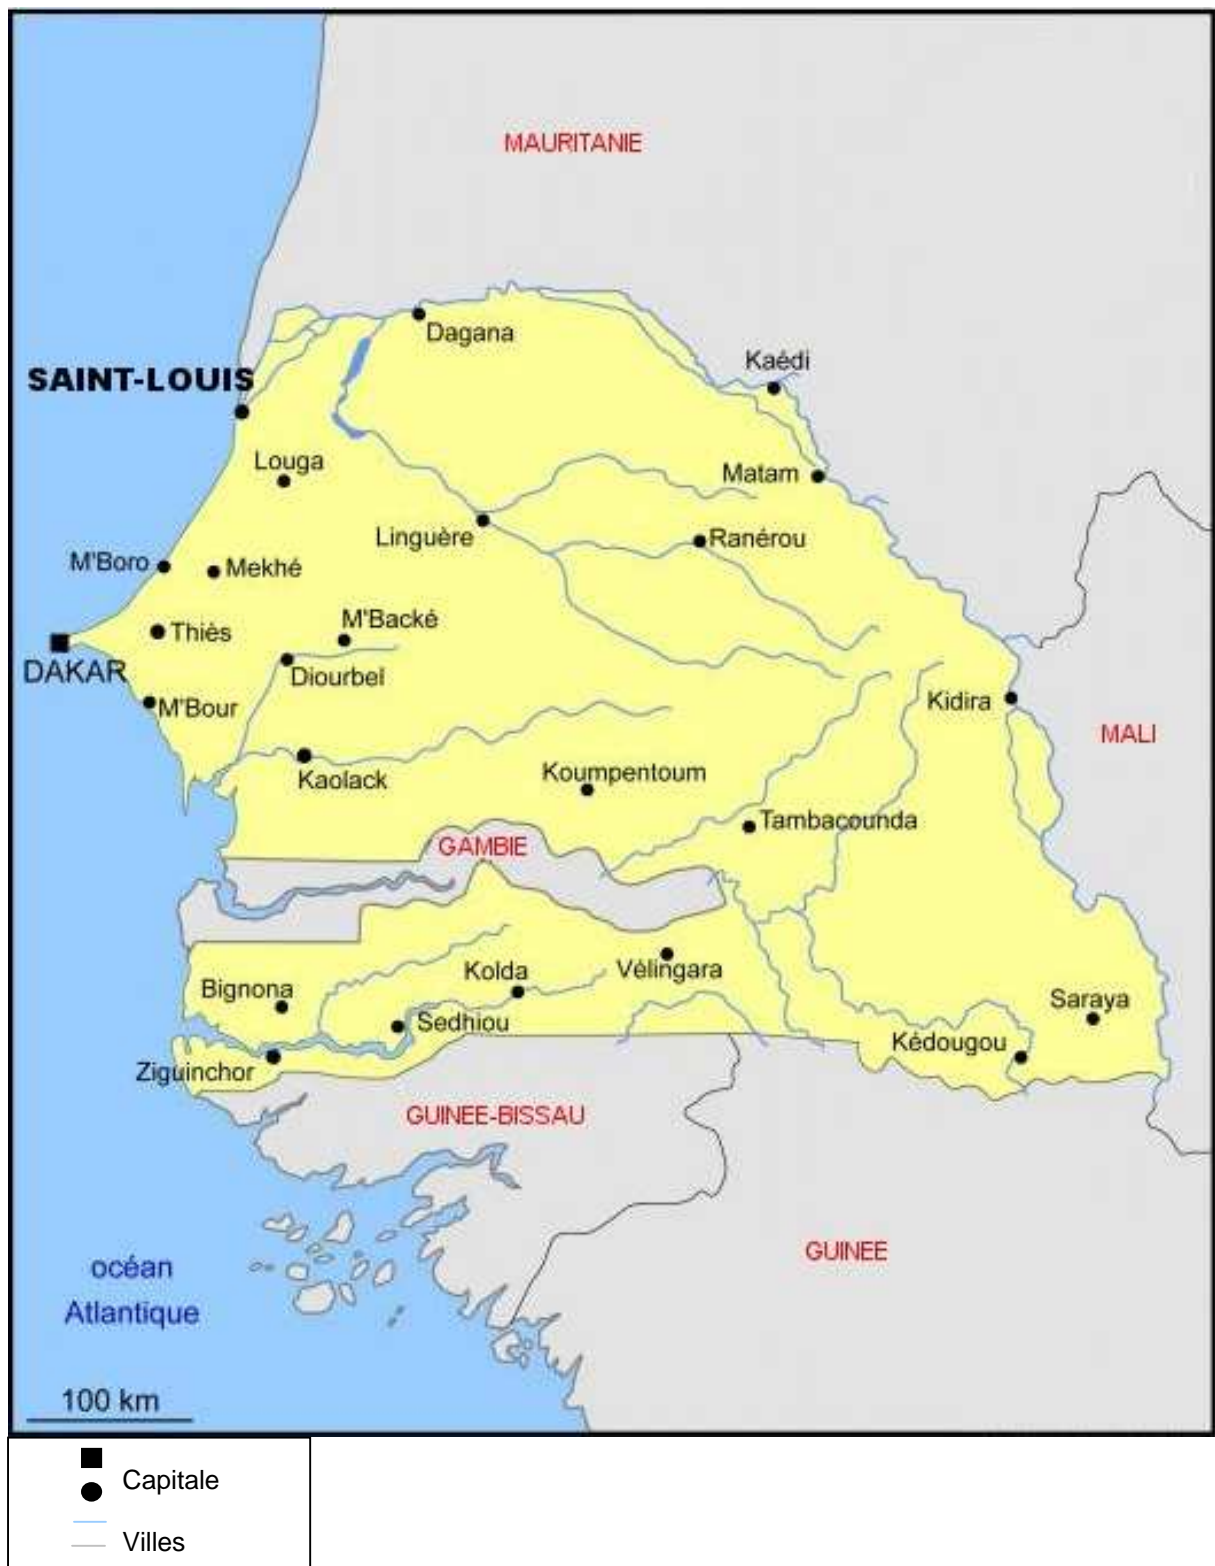 MAURITANIE
Dagana
Kaédi
SAINT-LOUIS
Louga
Matam
Linguère
Ranérou
M'Boro
Mekhé
M'Backé
Thiès
DAKAR
Diourbel
Kidira
M'Bour
MALI
Koumpentoum
Kaolack
Tambacounda
GAMBIE
Kolda
Vélingara
Bignona
Saraya
Sedhiou
Kédougou
Ziguinchor
GUINEE-BISSAU
GUINEE
océan
Atlantique
100 km
Capitale
Villes